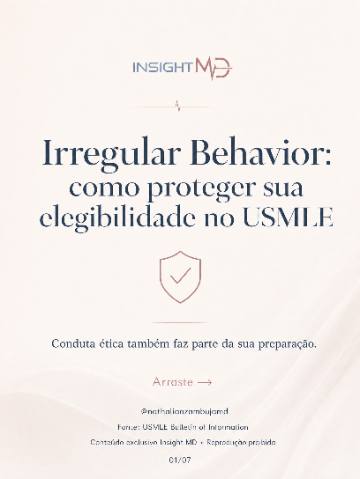 INSIGHT MD
Irregular Behavior:
como proteger sua
elegibilidade no USMLE
Conduta ética também faz parte da sua preparação.
Arraste →
@nathalianzambujamd
Fonte: USMLE Bulletin of Information
Conteúdo exclusivo Insight MD • Reprodução proibida
01/07